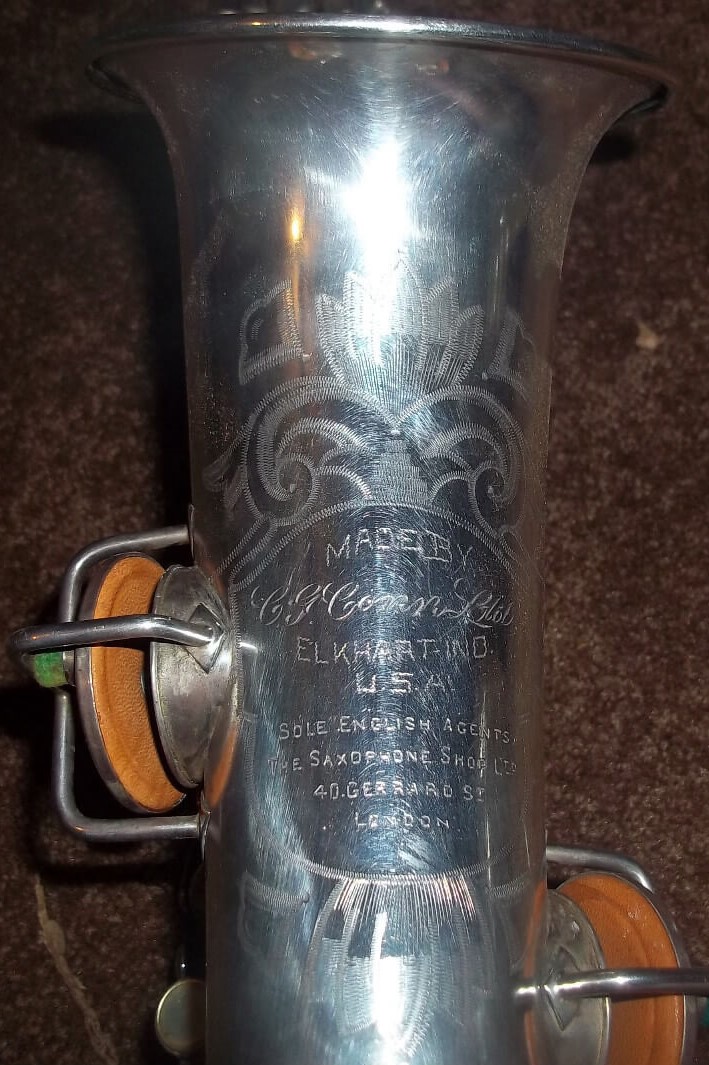 MADE BY
C.G. Conn Ltd
ELKHART-IND.
U.S.A.
SOLE ENGLISH AGENTS.
THE SAXOPHONE SHOP LTD
40.GERRARD ST
LONDON